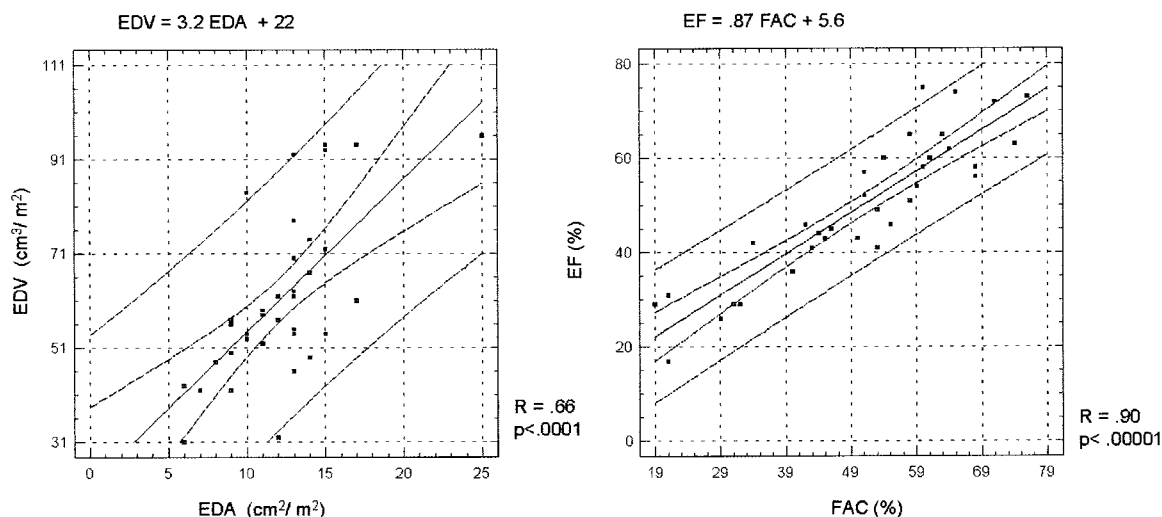 EDV = 3.2 EDA + 22
111
91
71
51
31
EDV (cm³/ m²)
0
5
10
15
20
25
EDA (cm²/ m²)
R = .66
p<.0001
EF = .87 FAC + 5.6
80
60
40
20
0
EF (%)
19
29
39
49
59
69
79
FAC (%)
R = .90
p< .00001